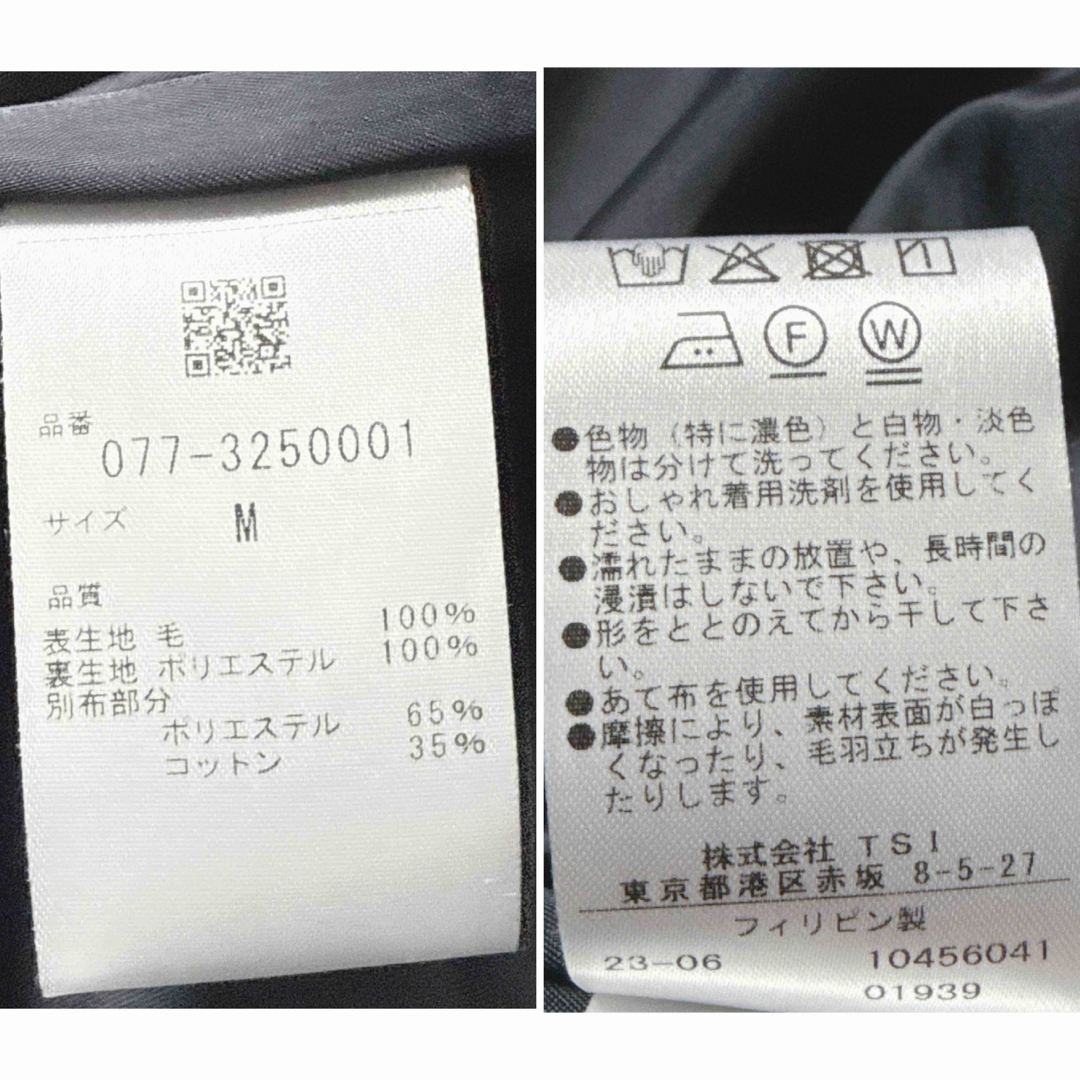 品番
077-3250001
サイズ M
品質
表生地 毛 100%
裏生地 ポリエステル 100%
別布部分
ポリエステル 65%
コットン 35%
F W
●色物(特に濃色)と白物・淡色
物は分けて洗ってください。
●おしゃれ着用洗剤を使用してく
ださい。
●濡れたままの放置や、長時間の
浸漬はしないで下さい。
●形をととのえてから干して下さ
い。
●あて布を使用してください。
●摩擦により、素材表面が白っぽ
くなったり、毛羽立ちが発生し
たりします。
株式会社 TSI
東京都港区赤坂 8-5-27
フィリピン製
23-06 10456041
01939